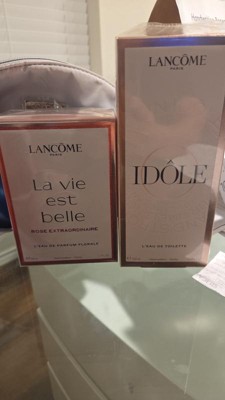 LANCÔME
PARIS
La vie
est
belle
ROSE EXTRAORDINAIRE
L'EAU DE PARFUM FLORALE
LANCÔME
PARIS
IDÔLE
L'EAU DE TOILETTE